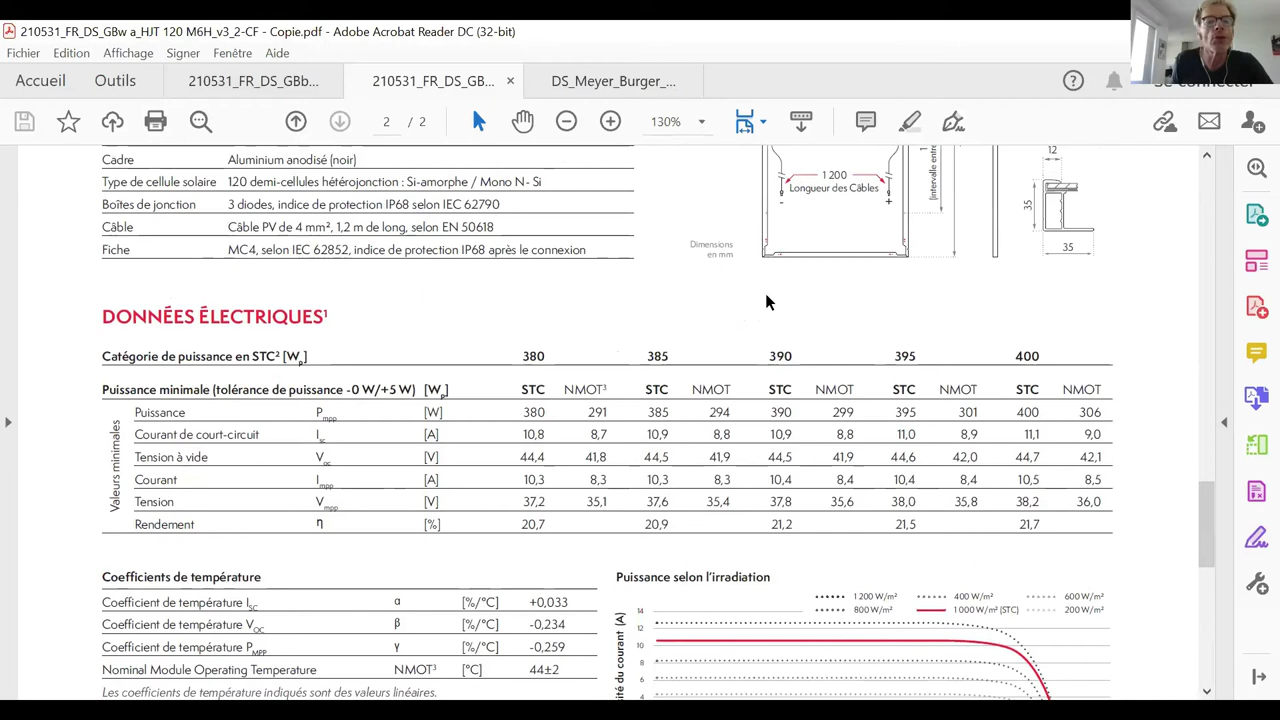 210531_FR_DS_GBw a_HJT 120 M6H_v3_2-CF - Copie.pdf - Adobe Acrobat Reader DC (32-bit)
Fichier Edition Affichage Signer Fenêtre Aide
Accueil Outils 210531_FR_DS_GBb... 210531_FR_DS_GB... × DS_Meyer_Burger_... Se connecter
2 / 2 130%
Cadre Aluminium anodisé (noir)
Type de cellule solaire 120 demi-cellules hétérojonction : Si-amorphe / Mono N- Si
Boîtes de jonction 3 diodes, indice de protection IP68 selon IEC 62790
Câble Câble PV de 4 mm², 1,2 m de long, selon EN 50618
Fiche MC4, selon IEC 62852, indice de protection IP68 après le connexion
1 200
Longueur des Câbles
- +
(intervalle entre
12
35
35
Dimensions
en mm
DONNÉES ÉLECTRIQUES¹
Catégorie de puissance en STC² [Wp] 380 385 390 395 400
Puissance minimale (tolérance de puissance -0 W/+5 W) [Wp] STC NMOT³ STC NMOT STC NMOT STC NMOT STC NMOT
Valeurs minimales
Puissance Pmpp [W] 380 291 385 294 390 299 395 301 400 306
Courant de court-circuit Isc [A] 10,8 8,7 10,9 8,8 10,9 8,8 11,0 8,9 11,1 9,0
Tension à vide Voc [V] 44,4 41,8 44,5 41,9 44,5 41,9 44,6 42,0 44,7 42,1
Courant Impp [A] 10,3 8,3 10,3 8,3 10,4 8,4 10,4 8,4 10,5 8,5
Tension Vmpp [V] 37,2 35,1 37,6 35,4 37,8 35,6 38,0 35,8 38,2 36,0
Rendement η [%] 20,7 20,9 21,2 21,5 21,7
Coefficients de température
Coefficient de température ISC α [%/°C] +0,033
Coefficient de température VOC β [%/°C] -0,234
Coefficient de température PMPP γ [%/°C] -0,259
Nominal Module Operating Temperature NMOT³ [°C] 44±2
Les coefficients de température indiqués sont des valeurs linéaires.
Puissance selon l'irradiation
1 200 W/m² 400 W/m² 600 W/m²
800 W/m² 1 000 W/m² (STC) 200 W/m²
sité du courant (A)
14
12
10
8
6
4